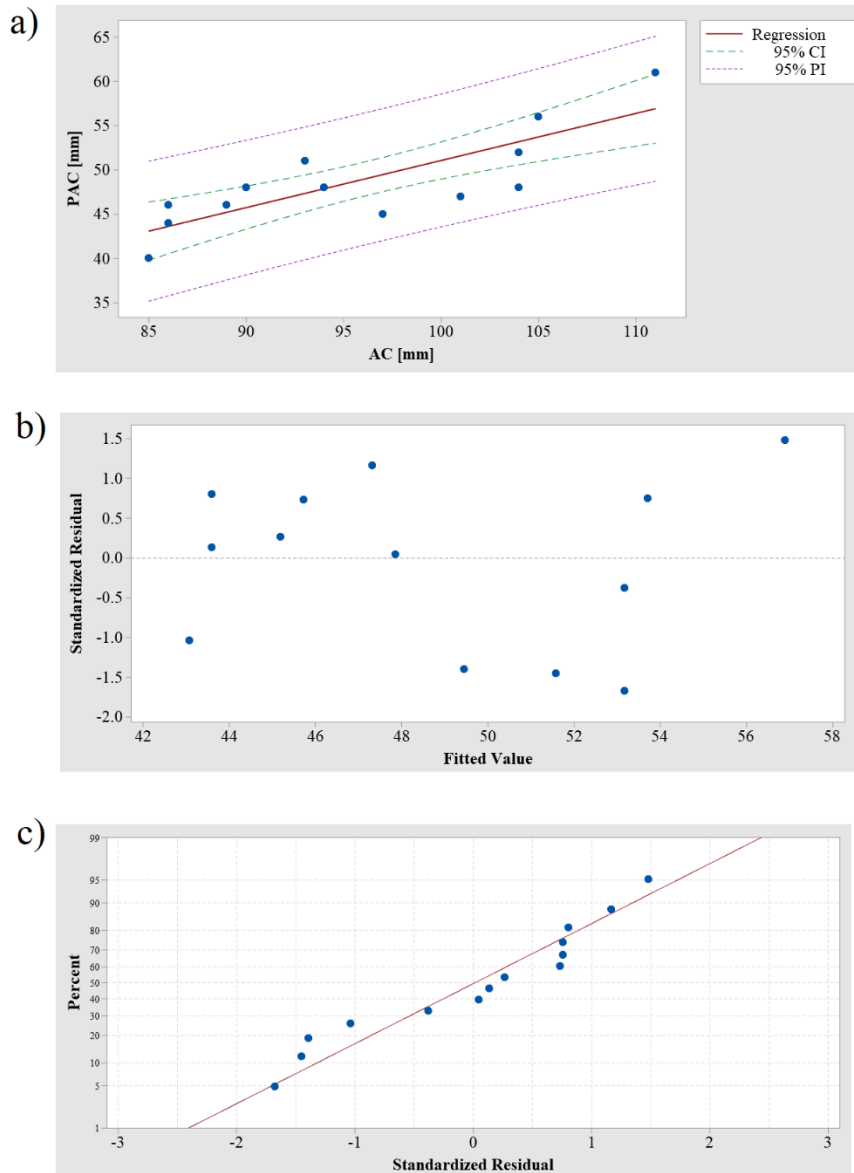 a)
65
60
55
50
45
40
35
PAC [mm]
85 90 95 100 105 110
AC [mm]
Regression
95% CI
95% PI
b)
1.5
1.0
0.5
0.0
-0.5
-1.0
-1.5
-2.0
Standardized Residual
42 44 46 48 50 52 54 56 58
Fitted Value
c)
99
95
90
80
70
60
50
40
30
20
10
5
1
Percent
-3 -2 -1 0 1 2 3
Standardized Residual